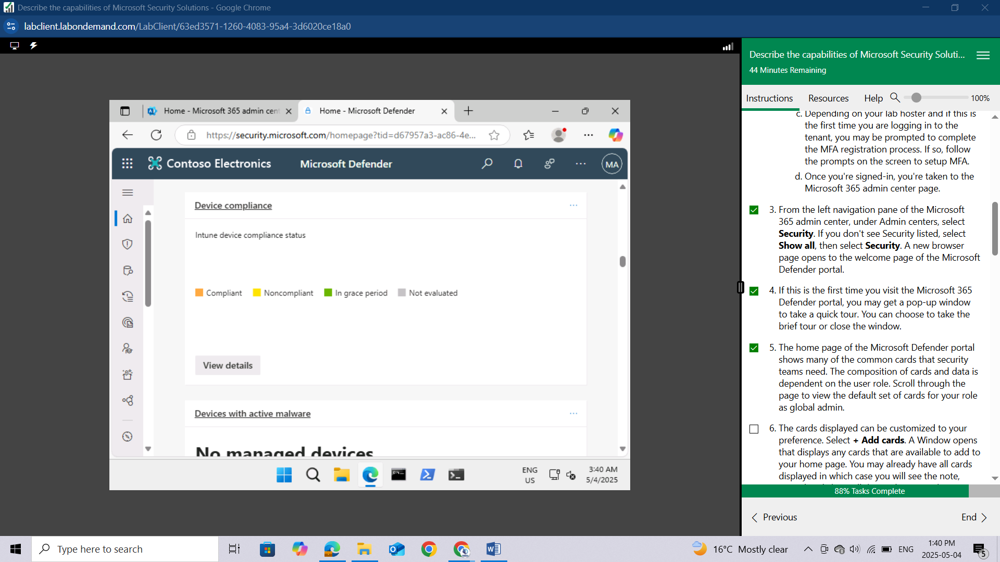 Describe the capabilities of Microsoft Security Solutions - Google Chrome
labclient.labondemand.com/LabClient/63ed3571-1260-4083-95a4-3d6020ce18a0
Home - Microsoft 365 admin cent
Home - Microsoft Defender
https://security.microsoft.com/homepage?tid=d67957a3-ac86-4e...
Contoso Electronics
Microsoft Defender
MA
Device compliance
Intune device compliance status
Compliant
Noncompliant
In grace period
Not evaluated
View details
Devices with active malware
No managed devices
ENG
US
3:40 AM
5/4/2025
Describe the capabilities of Microsoft Security Soluti...
44 Minutes Remaining
Instructions
Resources
Help
100%
c. Depending on your lab hoster and if this is
the first time you are logging in to the
tenant, you may be prompted to complete
the MFA registration process. If so, follow
the prompts on the screen to setup MFA.
d. Once you're signed-in, you're taken to the
Microsoft 365 admin center page.
3. From the left navigation pane of the Microsoft
365 admin center, under Admin centers, select
Security. If you don't see Security listed, select
Show all, then select Security. A new browser
page opens to the welcome page of the Microsoft
Defender portal.
4. If this is the first time you visit the Microsoft 365
Defender portal, you may get a pop-up window
to take a quick tour. You can choose to take the
brief tour or close the window.
5. The home page of the Microsoft Defender portal
shows many of the common cards that security
teams need. The composition of cards and data is
dependent on the user role. Scroll through the
page to view the default set of cards for your role
as global admin.
6. The cards displayed can be customized to your
preference. Select + Add cards. A Window opens
that displays any cards that are available to add to
your home page. You may already have all cards
displayed in which case you will see the note,
88% Tasks Complete
Previous
End
Type here to search
16°C Mostly clear
ENG
1:40 PM
2025-05-04
5